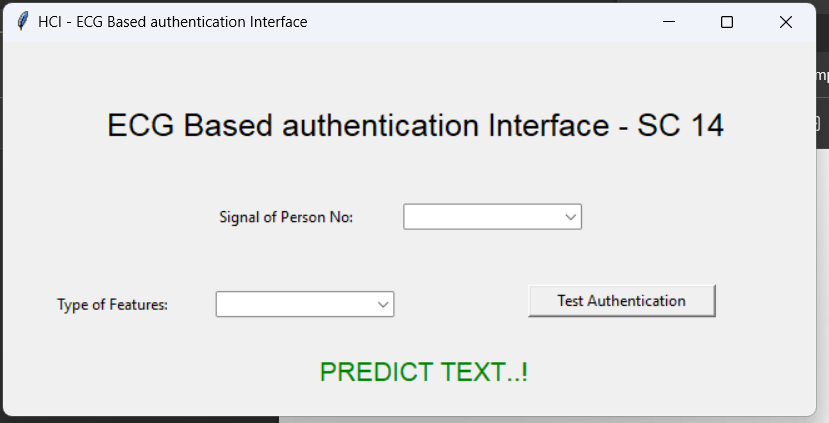 HCI - ECG Based authentication Interface
ECG Based authentication Interface - SC 14
Signal of Person No:
Type of Features:
Test Authentication
PREDICT TEXT..!